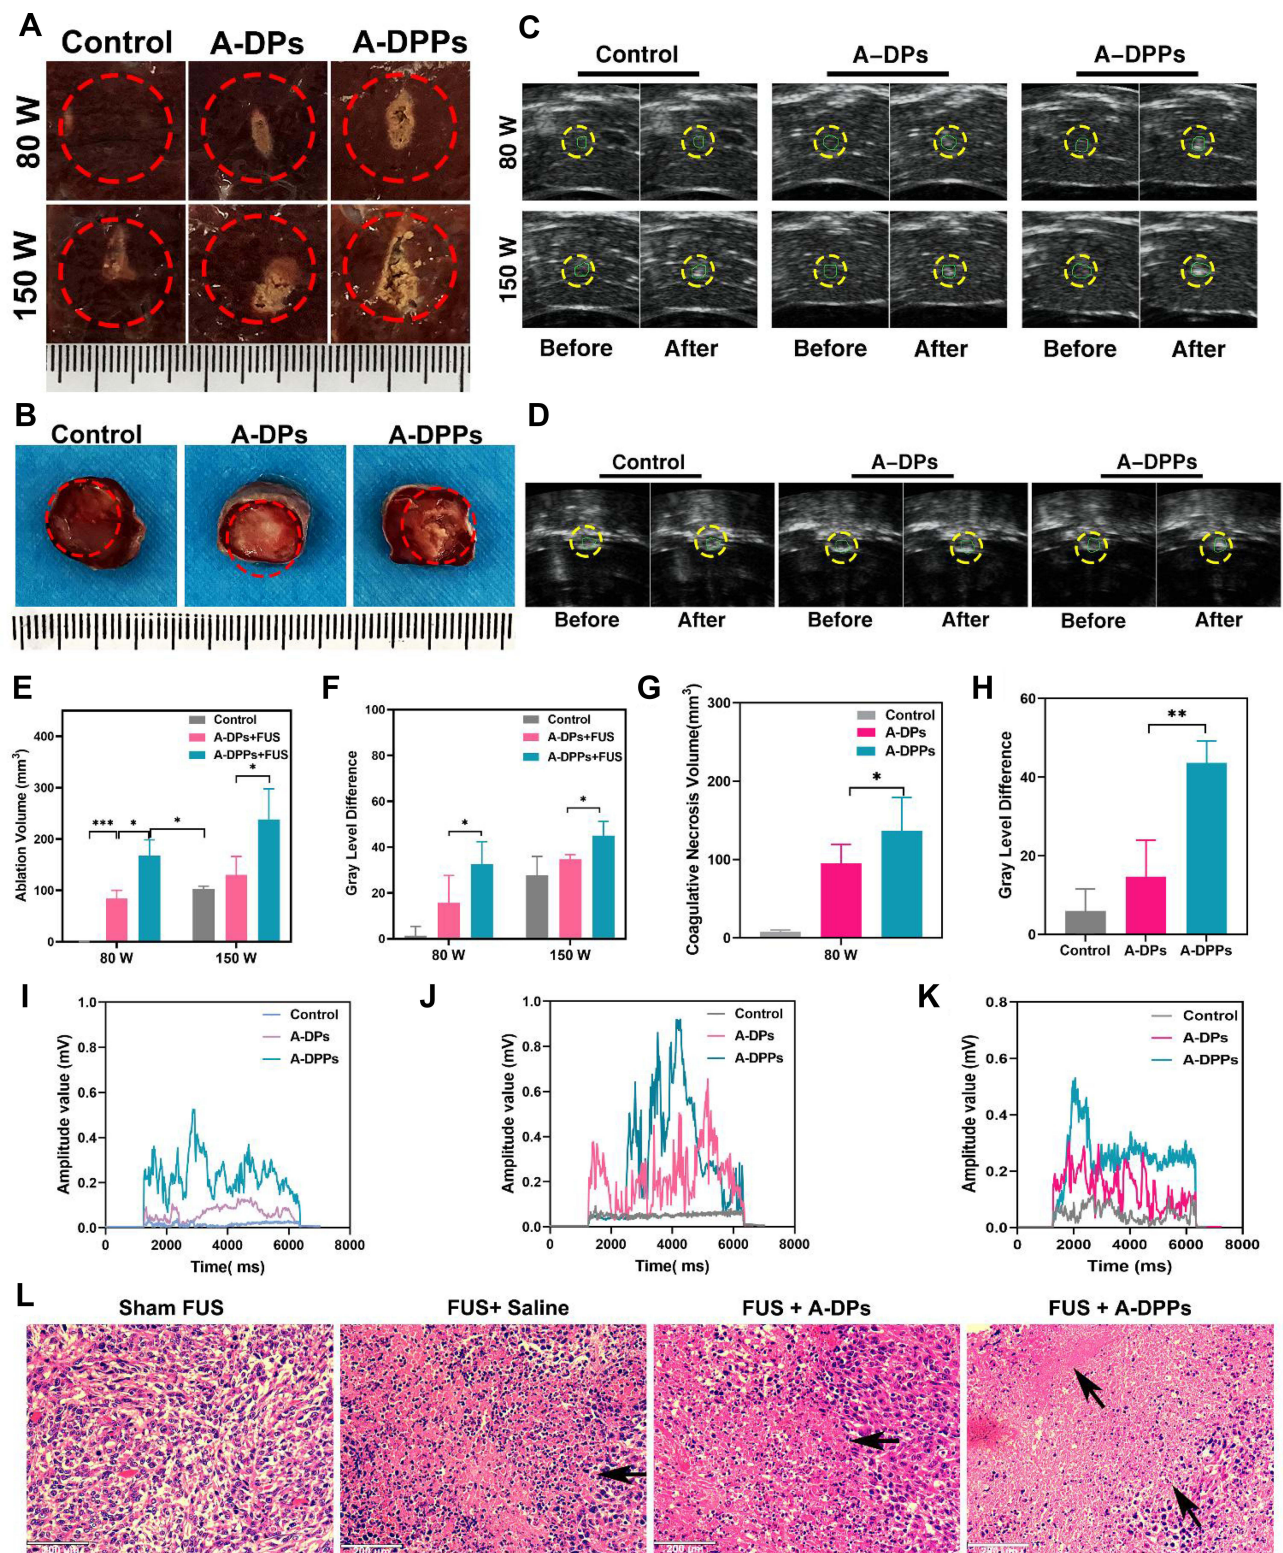 A
Control A-DPs A-DPPs
80 W
150 W
C
Control A–DPs A–DPPs
80 W
150 W
Before After Before After Before After
B
Control A-DPs A-DPPs
D
Control A–DPs A–DPPs
Before After Before After Before After
E
Ablation Volume (mm³)
400
300
200
100
0
Control
A-DPs+FUS
A-DPPs+FUS
*** * * *
80 W 150 W
F
Gray Level Difference
100
80
60
40
20
0
Control
A-DPs+FUS
A-DPPs+FUS
* *
80 W 150 W
G
Coagulative Necrosis Volume(mm³)
300
200
100
0
Control
A-DPs
A-DPPs
*
80 W
H
Gray Level Difference
60
40
20
0
**
Control A-DPs A-DPPs
I
Amplitude value (mV)
1.0
0.8
0.6
0.4
0.2
0.0
Control
A-DPs
A-DPPs
0 2000 4000 6000 8000
Time( ms)
J
Amplitude value (mV)
1.0
0.8
0.6
0.4
0.2
0.0
Control
A-DPs
A-DPPs
0 2000 4000 6000 8000
Time( ms)
K
Amplitude value (mV)
0.8
0.6
0.4
0.2
0.0
Control
A-DPs
A-DPPs
0 2000 4000 6000 8000
Time (ms)
L
Sham FUS FUS+ Saline FUS + A-DPs FUS + A-DPPs
200 μm